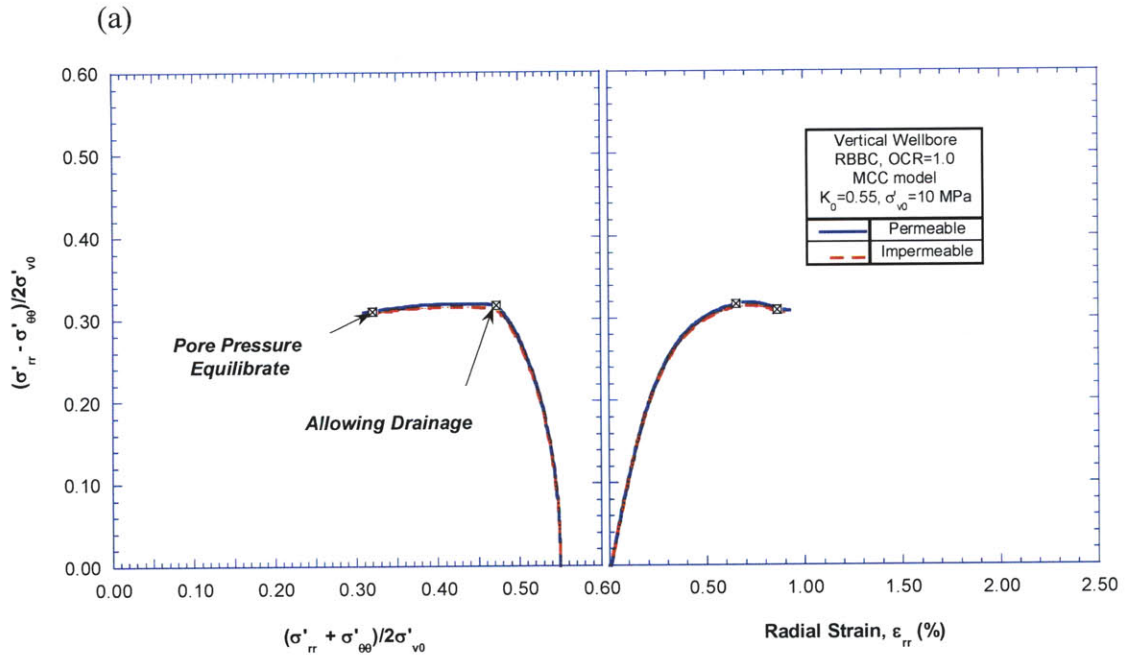 (a)
0.60
0.50
0.40
0.30
0.20
0.10
0.00
(σ'rr - σ'θθ)/2σ'v0
Pore Pressure
Equilibrate
Allowing Drainage
Vertical Wellbore
RBBC, OCR=1.0
MCC model
K0=0.55, σ'v0=10 MPa
Permeable
Impermeable
0.00 0.10 0.20 0.30 0.40 0.50 0.60 0.50 1.00 1.50 2.00 2.50
(σ'rr + σ'θθ)/2σ'v0
Radial Strain, εrr (%)